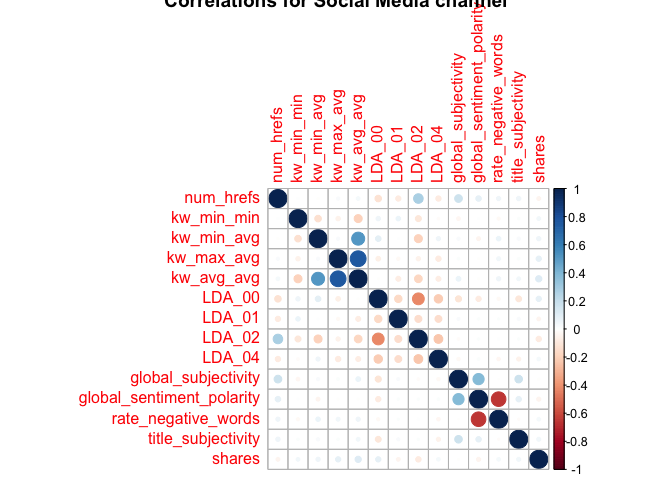 Correlations for Social Media channel
num_hrefs
kw_min_min
kw_min_avg
kw_max_avg
kw_avg_avg
LDA_00
LDA_01
LDA_02
LDA_04
global_subjectivity
global_sentiment_polarity
rate_negative_words
title_subjectivity
shares
num_hrefs
kw_min_min
kw_min_avg
kw_max_avg
kw_avg_avg
LDA_00
LDA_01
LDA_02
LDA_04
global_subjectivity
global_sentiment_polarity
rate_negative_words
title_subjectivity
shares
1
0.8
0.6
0.4
0.2
0
-0.2
-0.4
-0.6
-0.8
-1